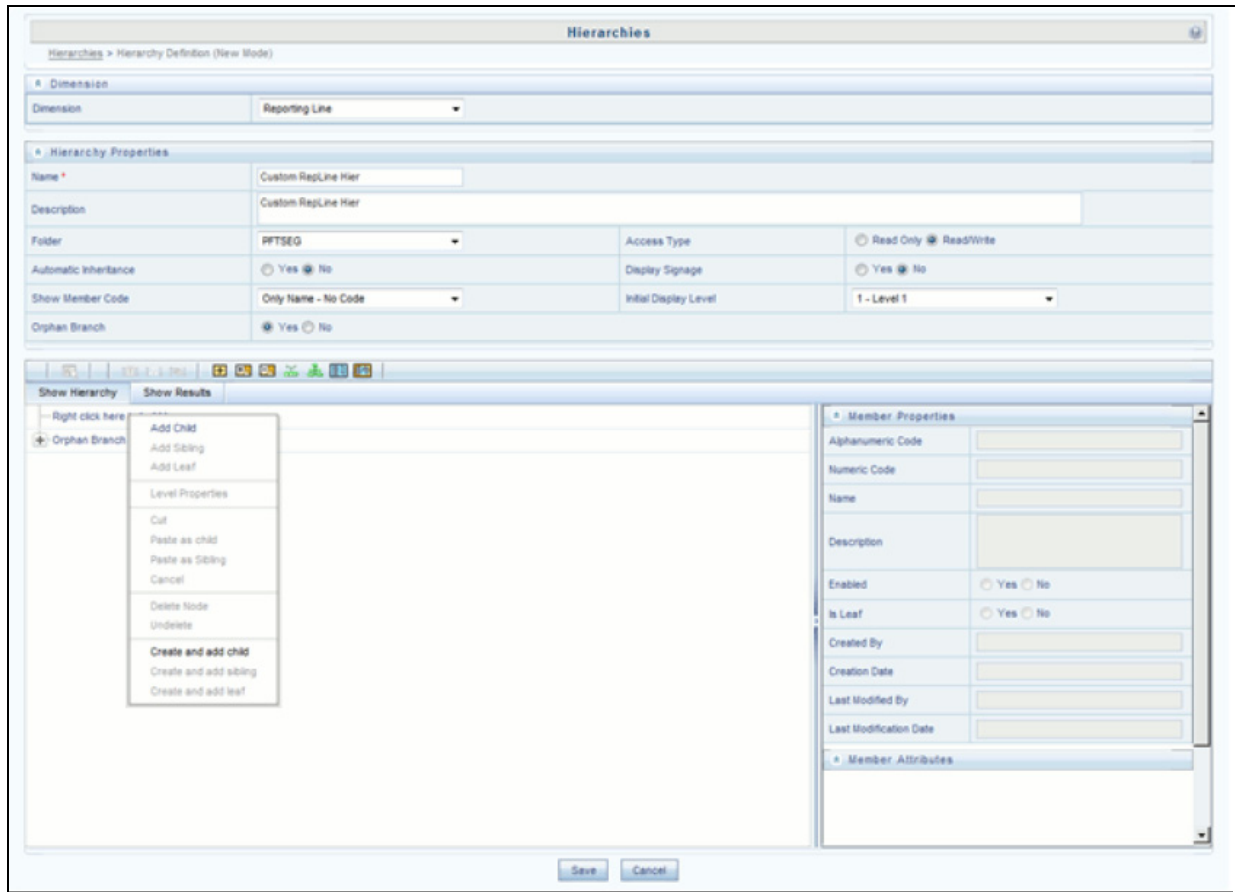 Hierarchies
Hierarchies > Hierarchy Definition (New Mode)
Dimension
Dimension Reporting Line
Hierarchy Properties
Name * Custom RepLine Hier
Description Custom RepLine Hier
Folder PFTSEG Access Type Read Only Read/Write
Automatic Inheritance Yes No Display Signage Yes No
Show Member Code Only Name - No Code Initial Display Level 1 - Level 1
Orphan Branch Yes No
Show Hierarchy Show Results
Right click here
Orphan Branch
Add Child
Add Sibling
Add Leaf
Level Properties
Cut
Paste as child
Paste as Sibling
Cancel
Delete Node
Undelete
Create and add child
Create and add sibling
Create and add leaf
Member Properties
Alphanumeric Code
Numeric Code
Name
Description
Enabled Yes No
Is Leaf Yes No
Created By
Creation Date
Last Modified By
Last Modification Date
Member Attributes
Save Cancel